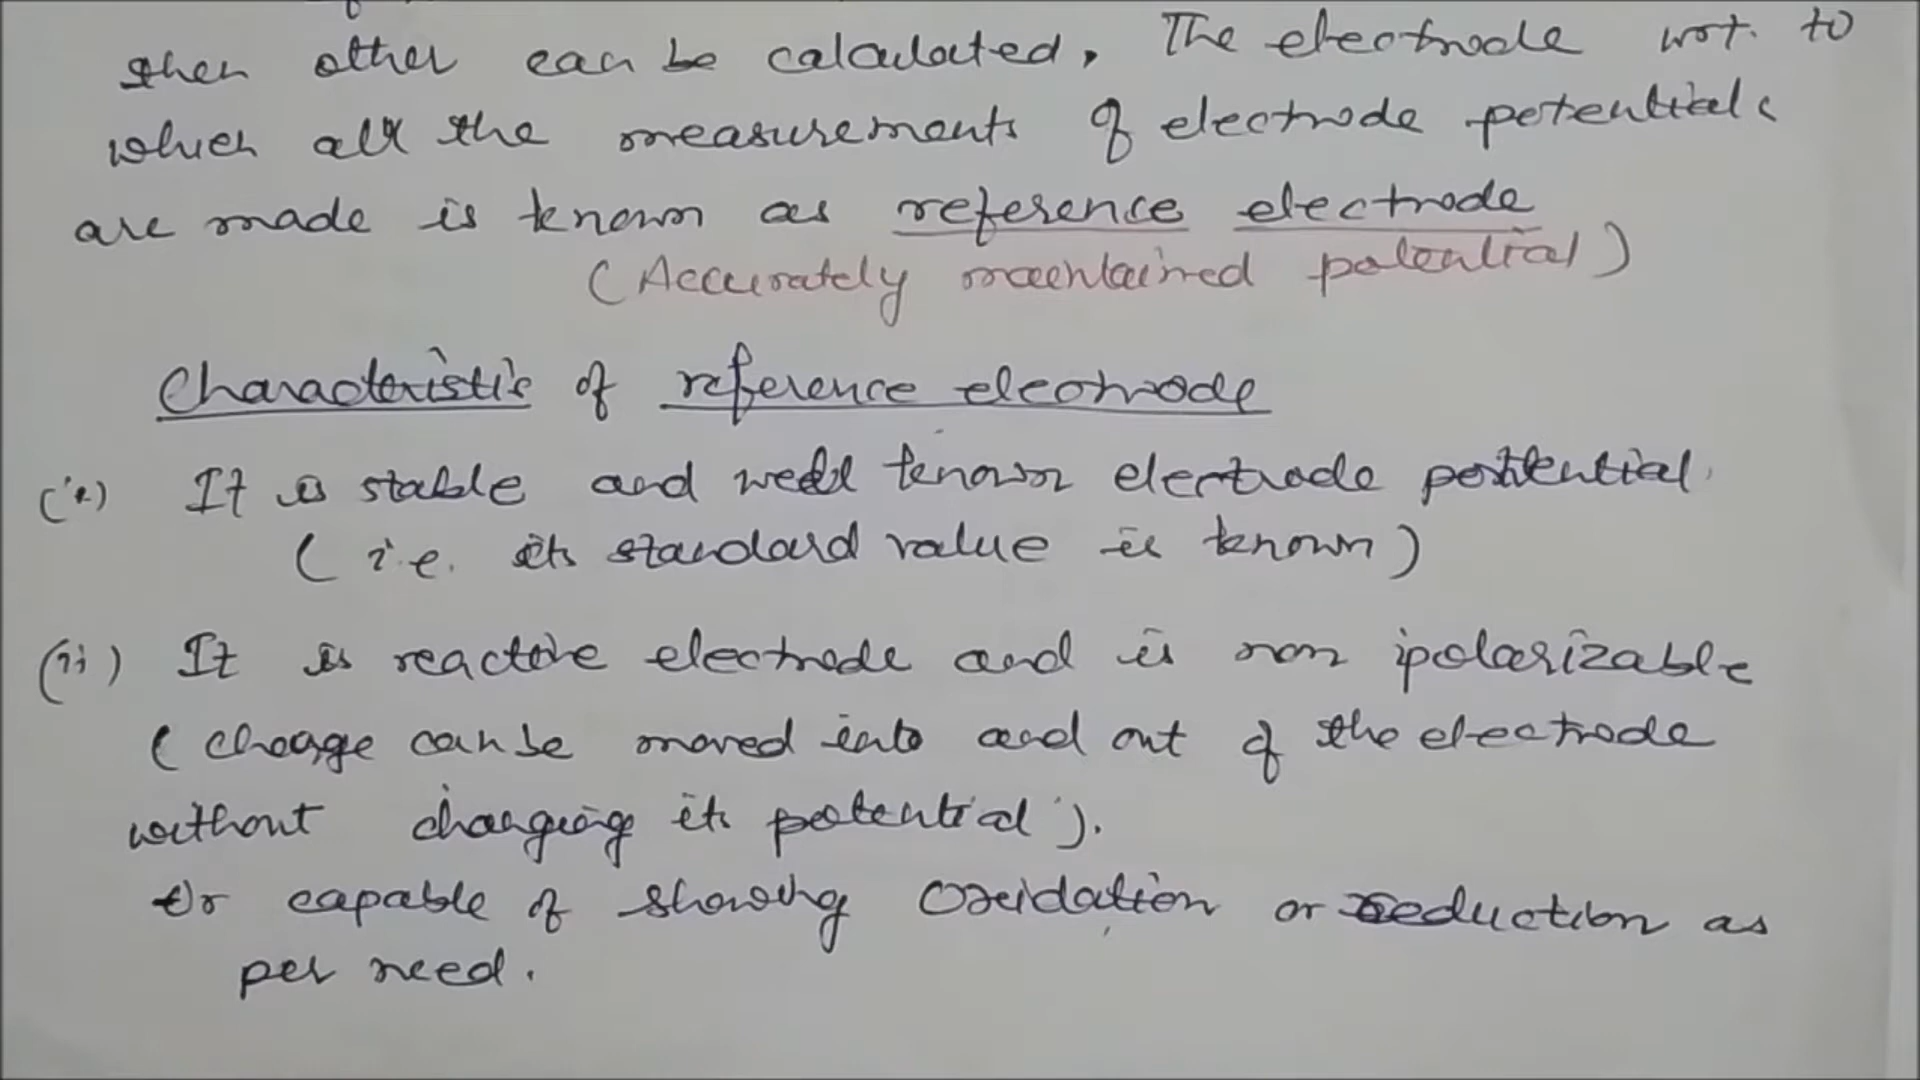 then other can be calculated, The electrode wrt. to
which all the measurements of electrode potentials
are made is known as reference electrode
(Accurately maintained potential)
Characteristic of reference electrode
(i) It is stable and well known electrode potential.
(i.e. its standard value is known)
(ii) It is reactive electrode and is non polarizable
(charge can be moved into and out of the electrode
without changing its potential).
Or capable of showing Oxidation or reduction as
per need.